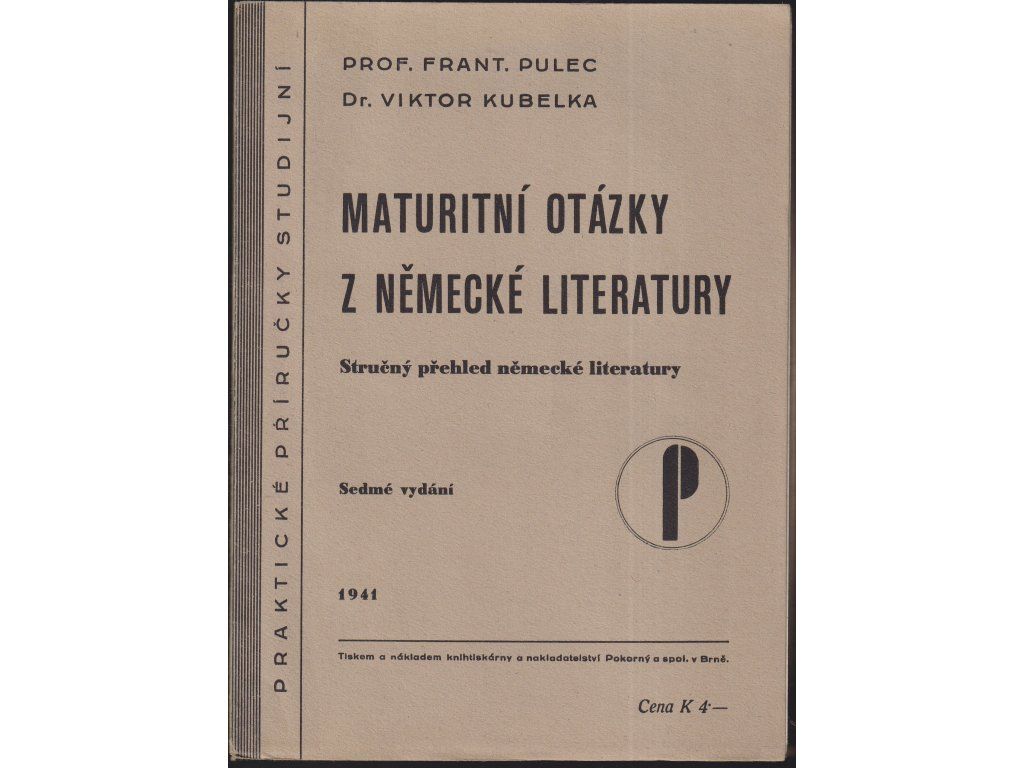 PRAKTICKÉ PŘÍRUČKY STUDIJNÍ
PROF. FRANT. PULEC
Dr. VIKTOR KUBELKA
MATURITNÍ OTÁZKY
Z NĚMECKÉ LITERATURY
Stručný přehled německé literatury
P
Sedmé vydání
1941
Tiskem a nákladem knihtiskárny a nakladatelství Pokorný a spol. v Brně.
Cena K 4·—